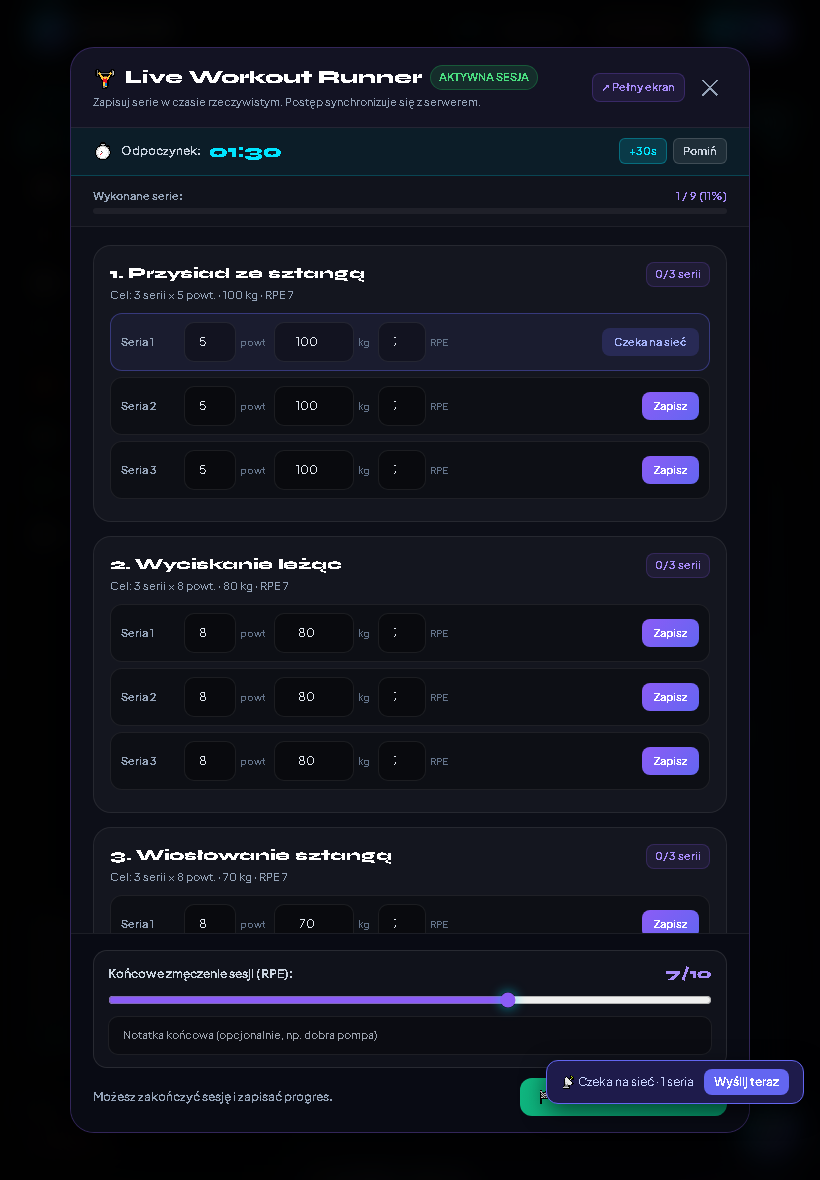 Live Workout Runner AKTYWNA SESJA
Zapisuj serie w czasie rzeczywistym. Postęp synchronizuje się z serwerem.
↗ Pełny ekran
Odpoczynek: 01:30 +30s Pomiń
Wykonane serie: 1 / 9 (11%)
1. Przysiad ze sztangą 0/3 serii
Cel: 3 serii x 5 powt. · 100 kg · RPE 7
Seria 1 5 powt 100 kg RPE Czeka na sieć
Seria 2 5 powt 100 kg RPE Zapisz
Seria 3 5 powt 100 kg RPE Zapisz
2. Wyciskanie leżąc 0/3 serii
Cel: 3 serii x 8 powt. · 80 kg · RPE 7
Seria 1 8 powt 80 kg RPE Zapisz
Seria 2 8 powt 80 kg RPE Zapisz
Seria 3 8 powt 80 kg RPE Zapisz
3. Wiosłowanie sztangą 0/3 serii
Cel: 3 serii x 8 powt. · 70 kg · RPE 7
Seria 1 8 powt 70 kg RPE Zapisz
Końcowe zmęczenie sesji (RPE): 7/10
Notatka końcowa (opcjonalnie, np. dobra pompa)
Czeka na sieć · 1 seria Wyślij teraz
Możesz zakończyć sesję i zapisać progres.